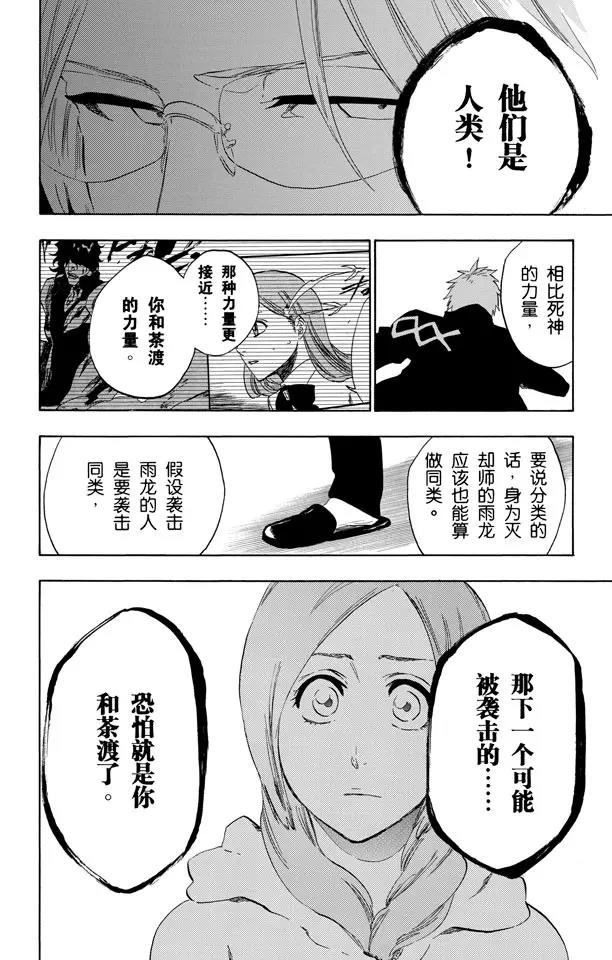 他们是
人类！
相比死神
的力量，
那种力量更
接近……
你和茶渡
的力量。
要说分类的
话，身为灭
却师的雨龙
应该也能算
做同类。
假设袭击
雨龙的人
是要袭击
同类，
那下一个可能
被袭击的……
恐怕就是你
和茶渡了。